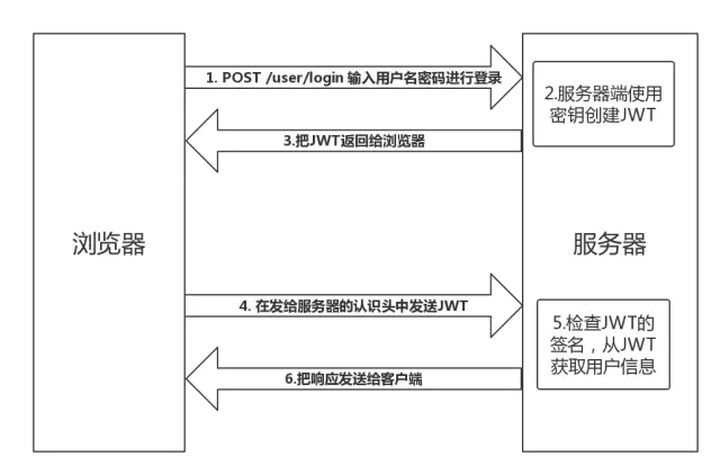 1. POST /user/login 输入用户名密码进行登录
2.服务器端使用
密钥创建JWT
3.把JWT返回给浏览器
浏览器
服务器
4. 在发给服务器的认识头中发送JWT
5.检查JWT的
签名，从JWT
获取用户信息
6.把响应发送给客户端